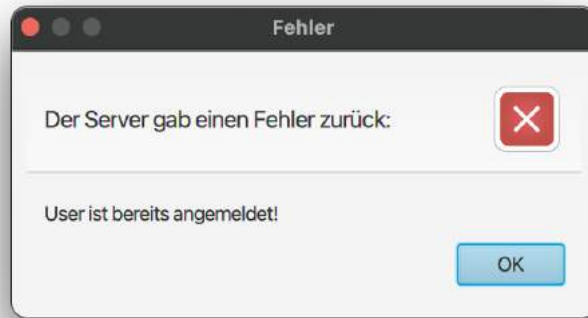 Fehler
Der Server gab einen Fehler zurück:
User ist bereits angemeldet!
OK